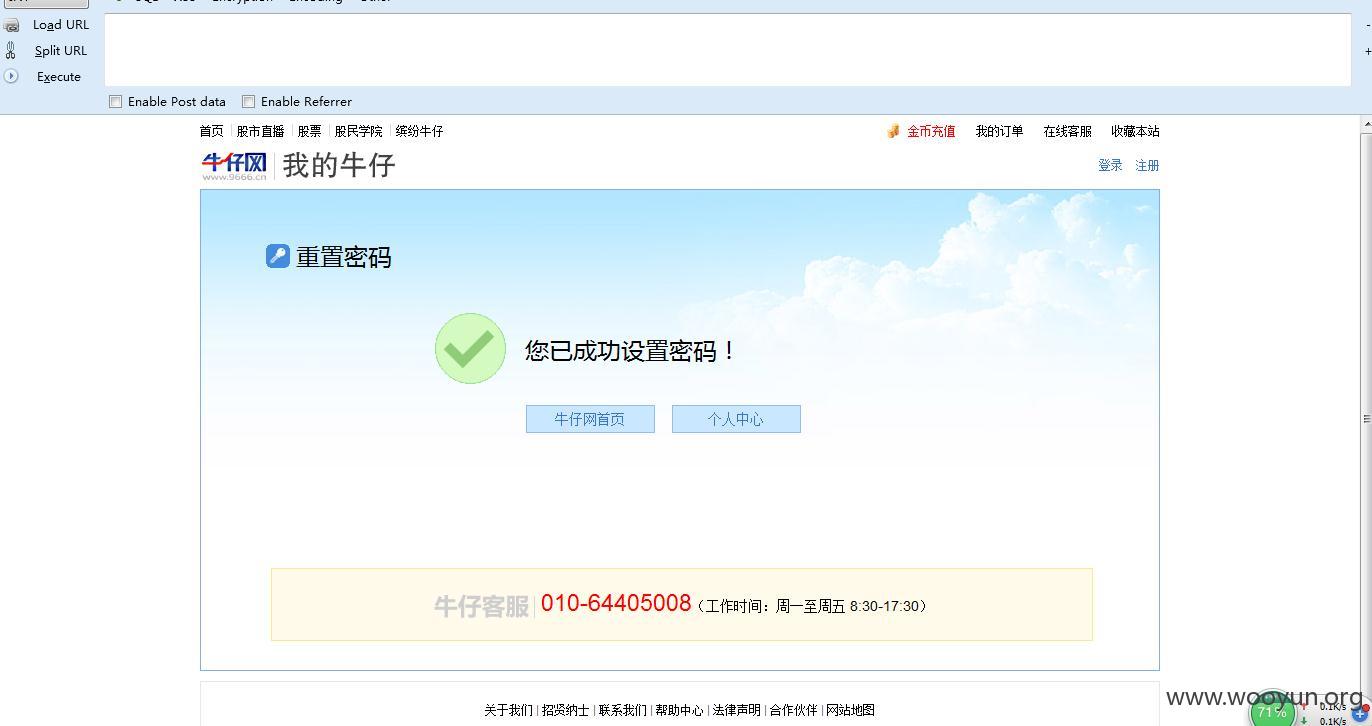 Load URL
Split URL
Execute
Enable Post data Enable Referrer
首页 股市直播 股票 股民学院 缤纷牛仔 金币充值 我的订单 在线客服 收藏本站
牛仔网 我的牛仔 登录 注册
www.9666.cn
重置密码
您已成功设置密码！
牛仔网首页 个人中心
牛仔客服 010-64405008（工作时间：周一至周五 8:30-17:30）
关于我们 | 招贤纳士 | 联系我们 | 帮助中心 | 法律声明 | 合作伙伴 | 网站地图
www.wooyun.org
71% 0.1K/s
0.1K/s